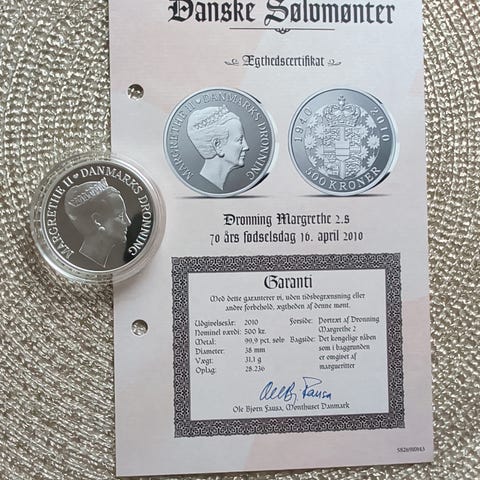 Danske Sølvmønter
Ægthedscertifikat
MARGRETHE II ♥ DANMARKS DRONNING
1940 2010
500 KRONER
MARGRETHE II ♥ DANMARKS DRONNING
Dronning Margrethe 2.s
70 års fødselsdag 16. april 2010
Garanti
Med dette garanterer vi, uden tidsbegrænsning eller
andre forbehold, ægtheden af denne mønt.
Udgivelsesår: 2010
Nominel værdi: 500 kr.
Metal: 99,9 pct. sølv
Diameter: 38 mm
Vægt: 31,1 g
Oplag: 28.236
Forside: Portræt af Dronning
Margrethe 2
Bagside: Det kongelige våben
som i baggrunden
er omgivet af
margueritter
Ole Bjørn Fausa, Mønthuset Danmark